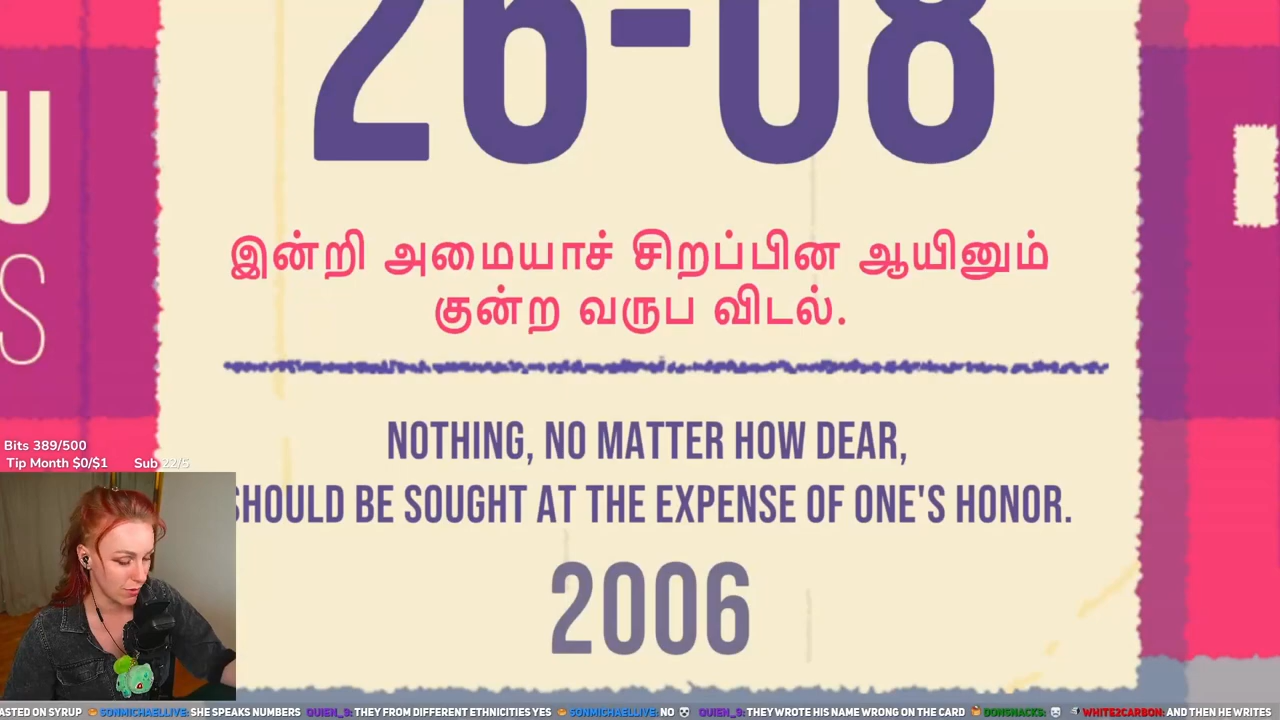 U
S
26-08
இன்றி அமையாச் சிறப்பின ஆயினும்
குன்ற வருப விடல்.
NOTHING, NO MATTER HOW DEAR,
SHOULD BE SOUGHT AT THE EXPENSE OF ONE'S HONOR.
2006
Bits 389/500
Tip Month $0/$1 Sub 22/5
ASTED ON SYRUP SONMICHAELLIVE: SHE SPEAKS NUMBERS QUIEN_9: THEY FROM DIFFERENT ETHNICITIES YES SONMICHAELLIVE: NO QUIEN_9: THEY WROTE HIS NAME WRONG ON THE CARD DONSNACKS: WHITE2CARBON: AND THEN HE WRITES